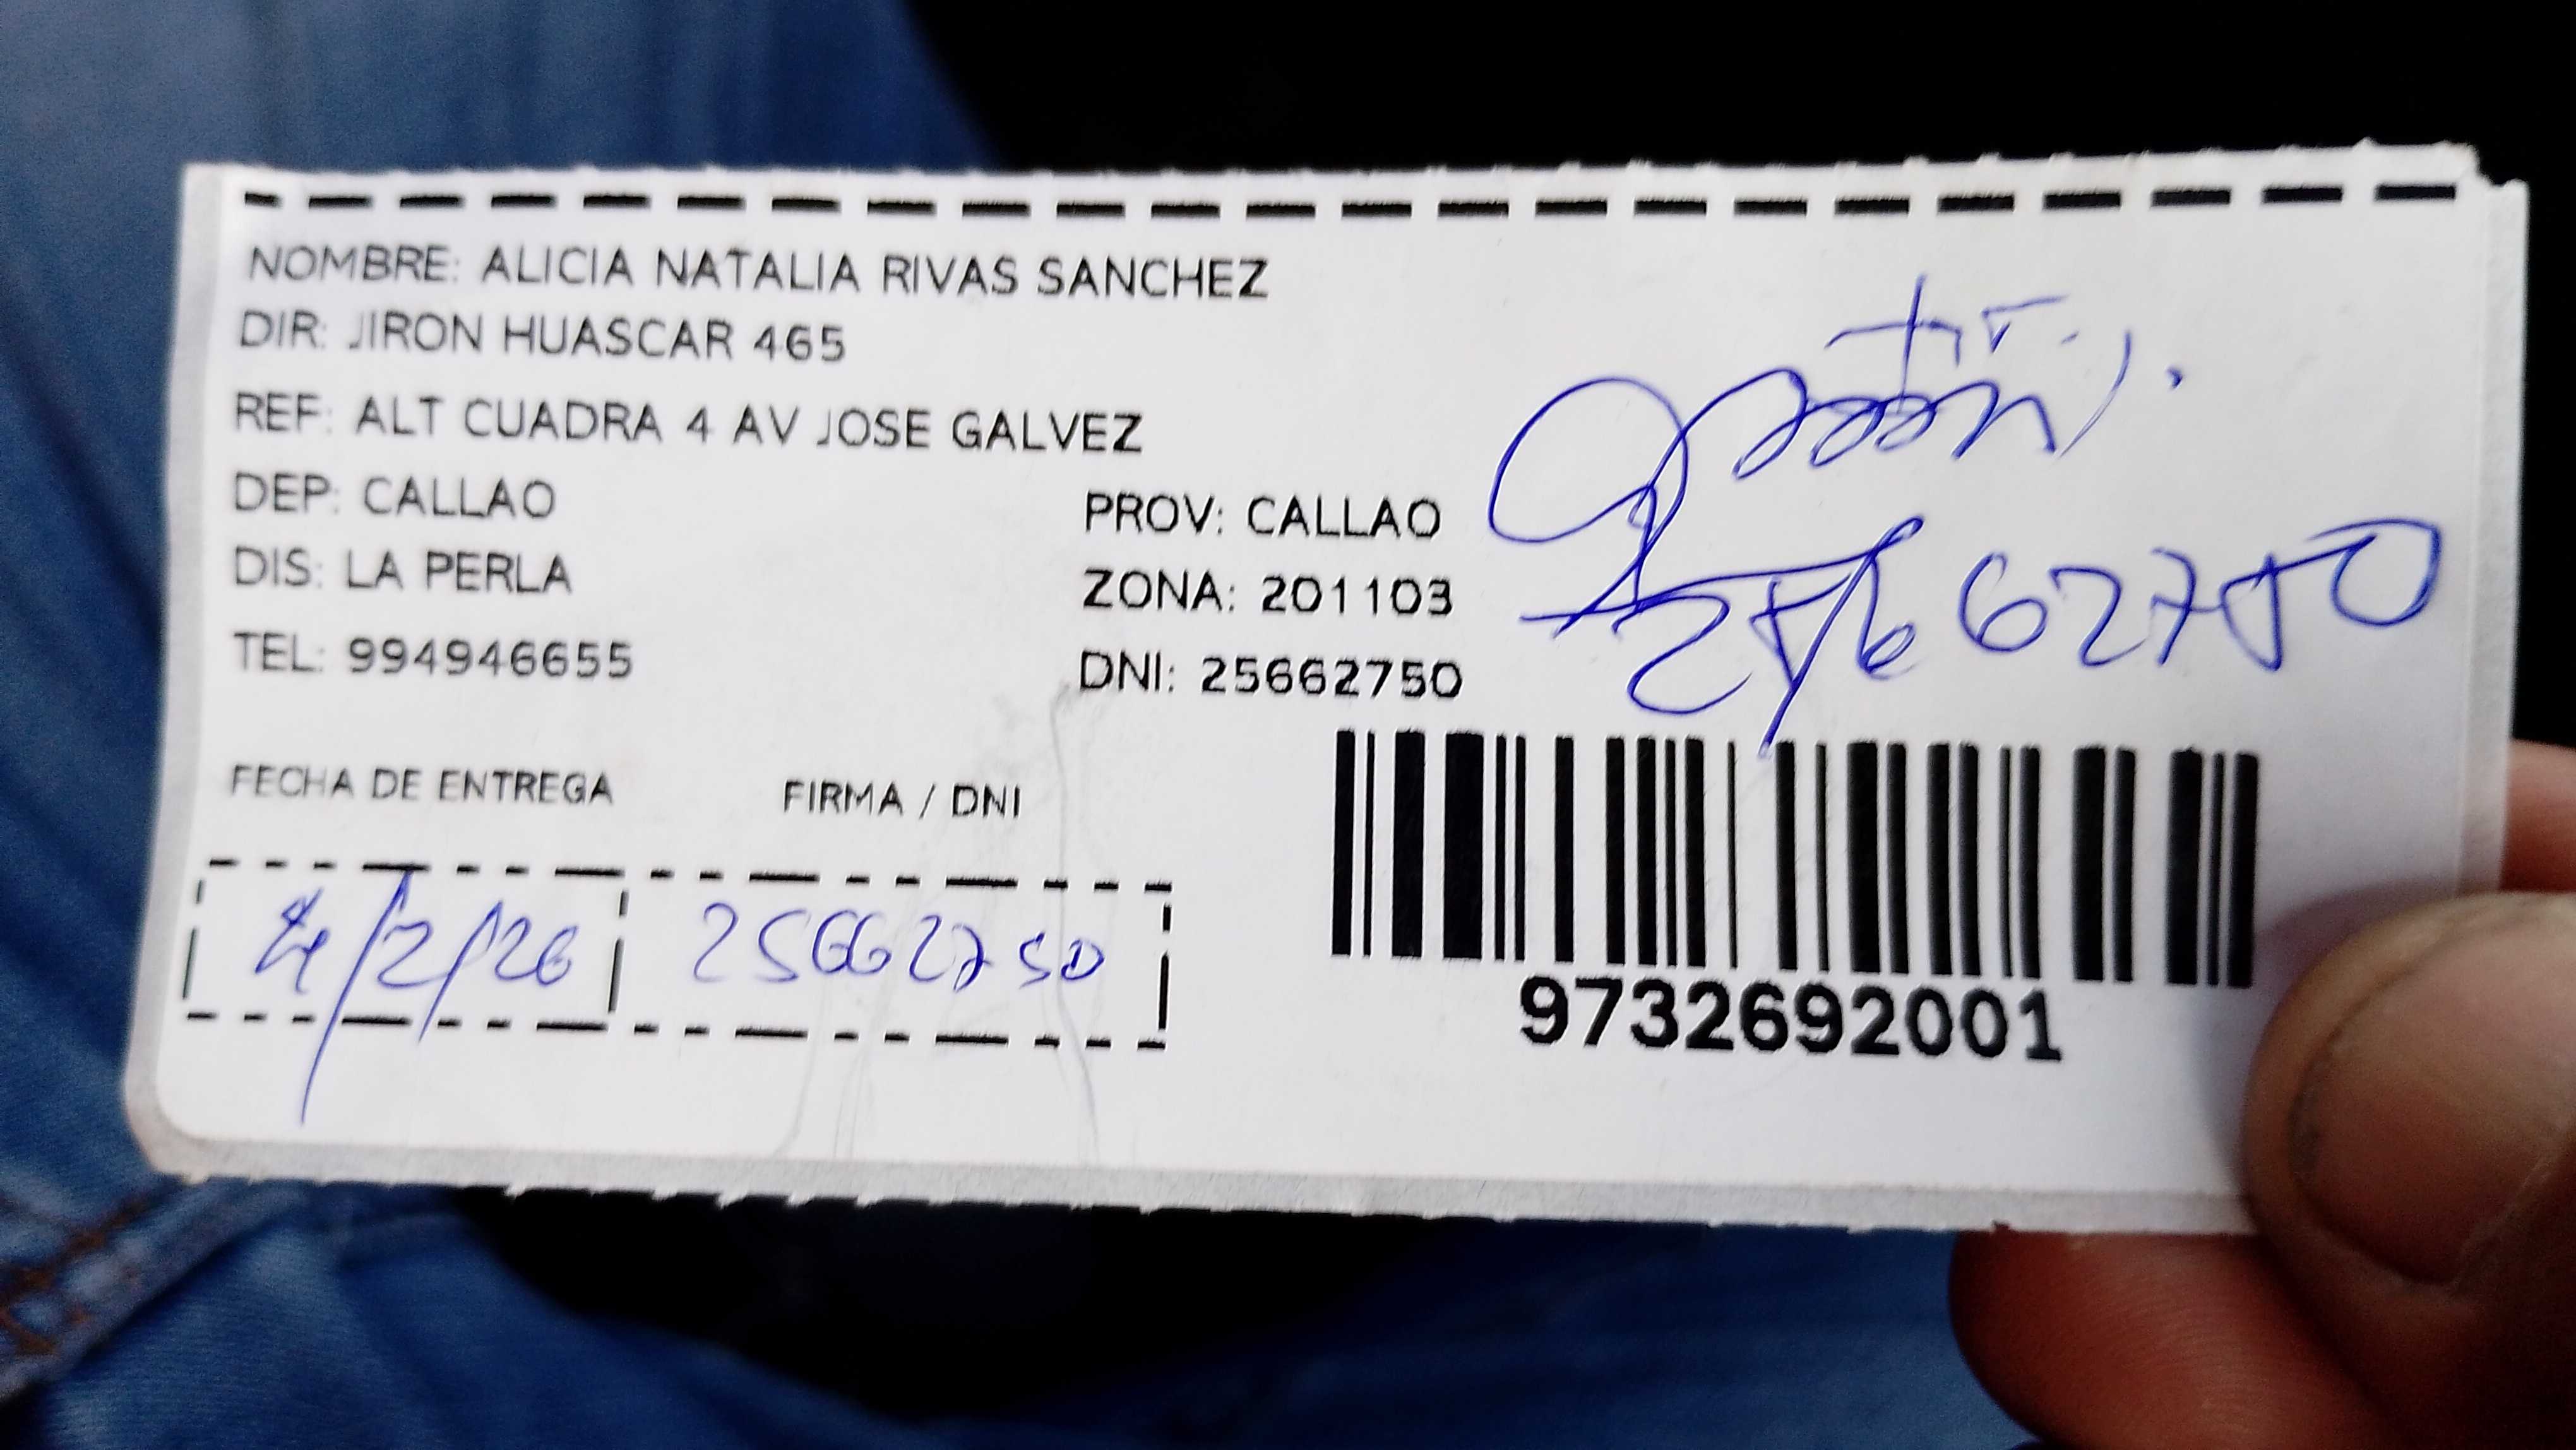 NOMBRE: ALICIA NATALIA RIVAS SANCHEZ
DIR: JIRON HUASCAR 465
REF: ALT CUADRA 4 AV JOSE GALVEZ
DEP: CALLAO
PROV: CALLAO
DIS: LA PERLA
ZONA: 201103
TEL: 994946655
DNI: 25662750
25662750
FECHA DE ENTREGA
FIRMA / DNI
4/2/26
25662750
9732692001